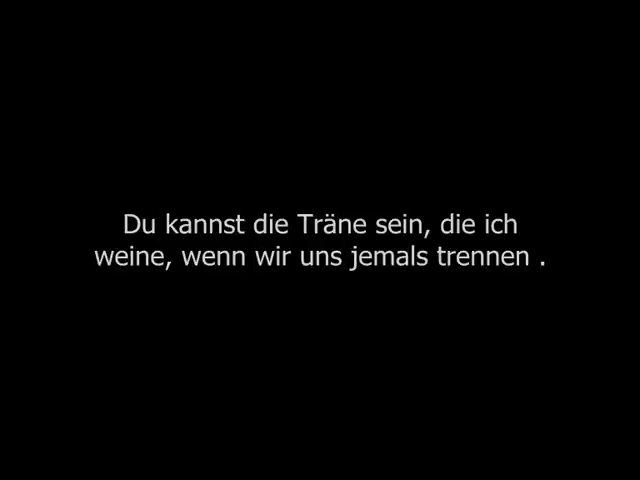 Du kannst die Träne sein, die ich
weine, wenn wir uns jemals trennen .